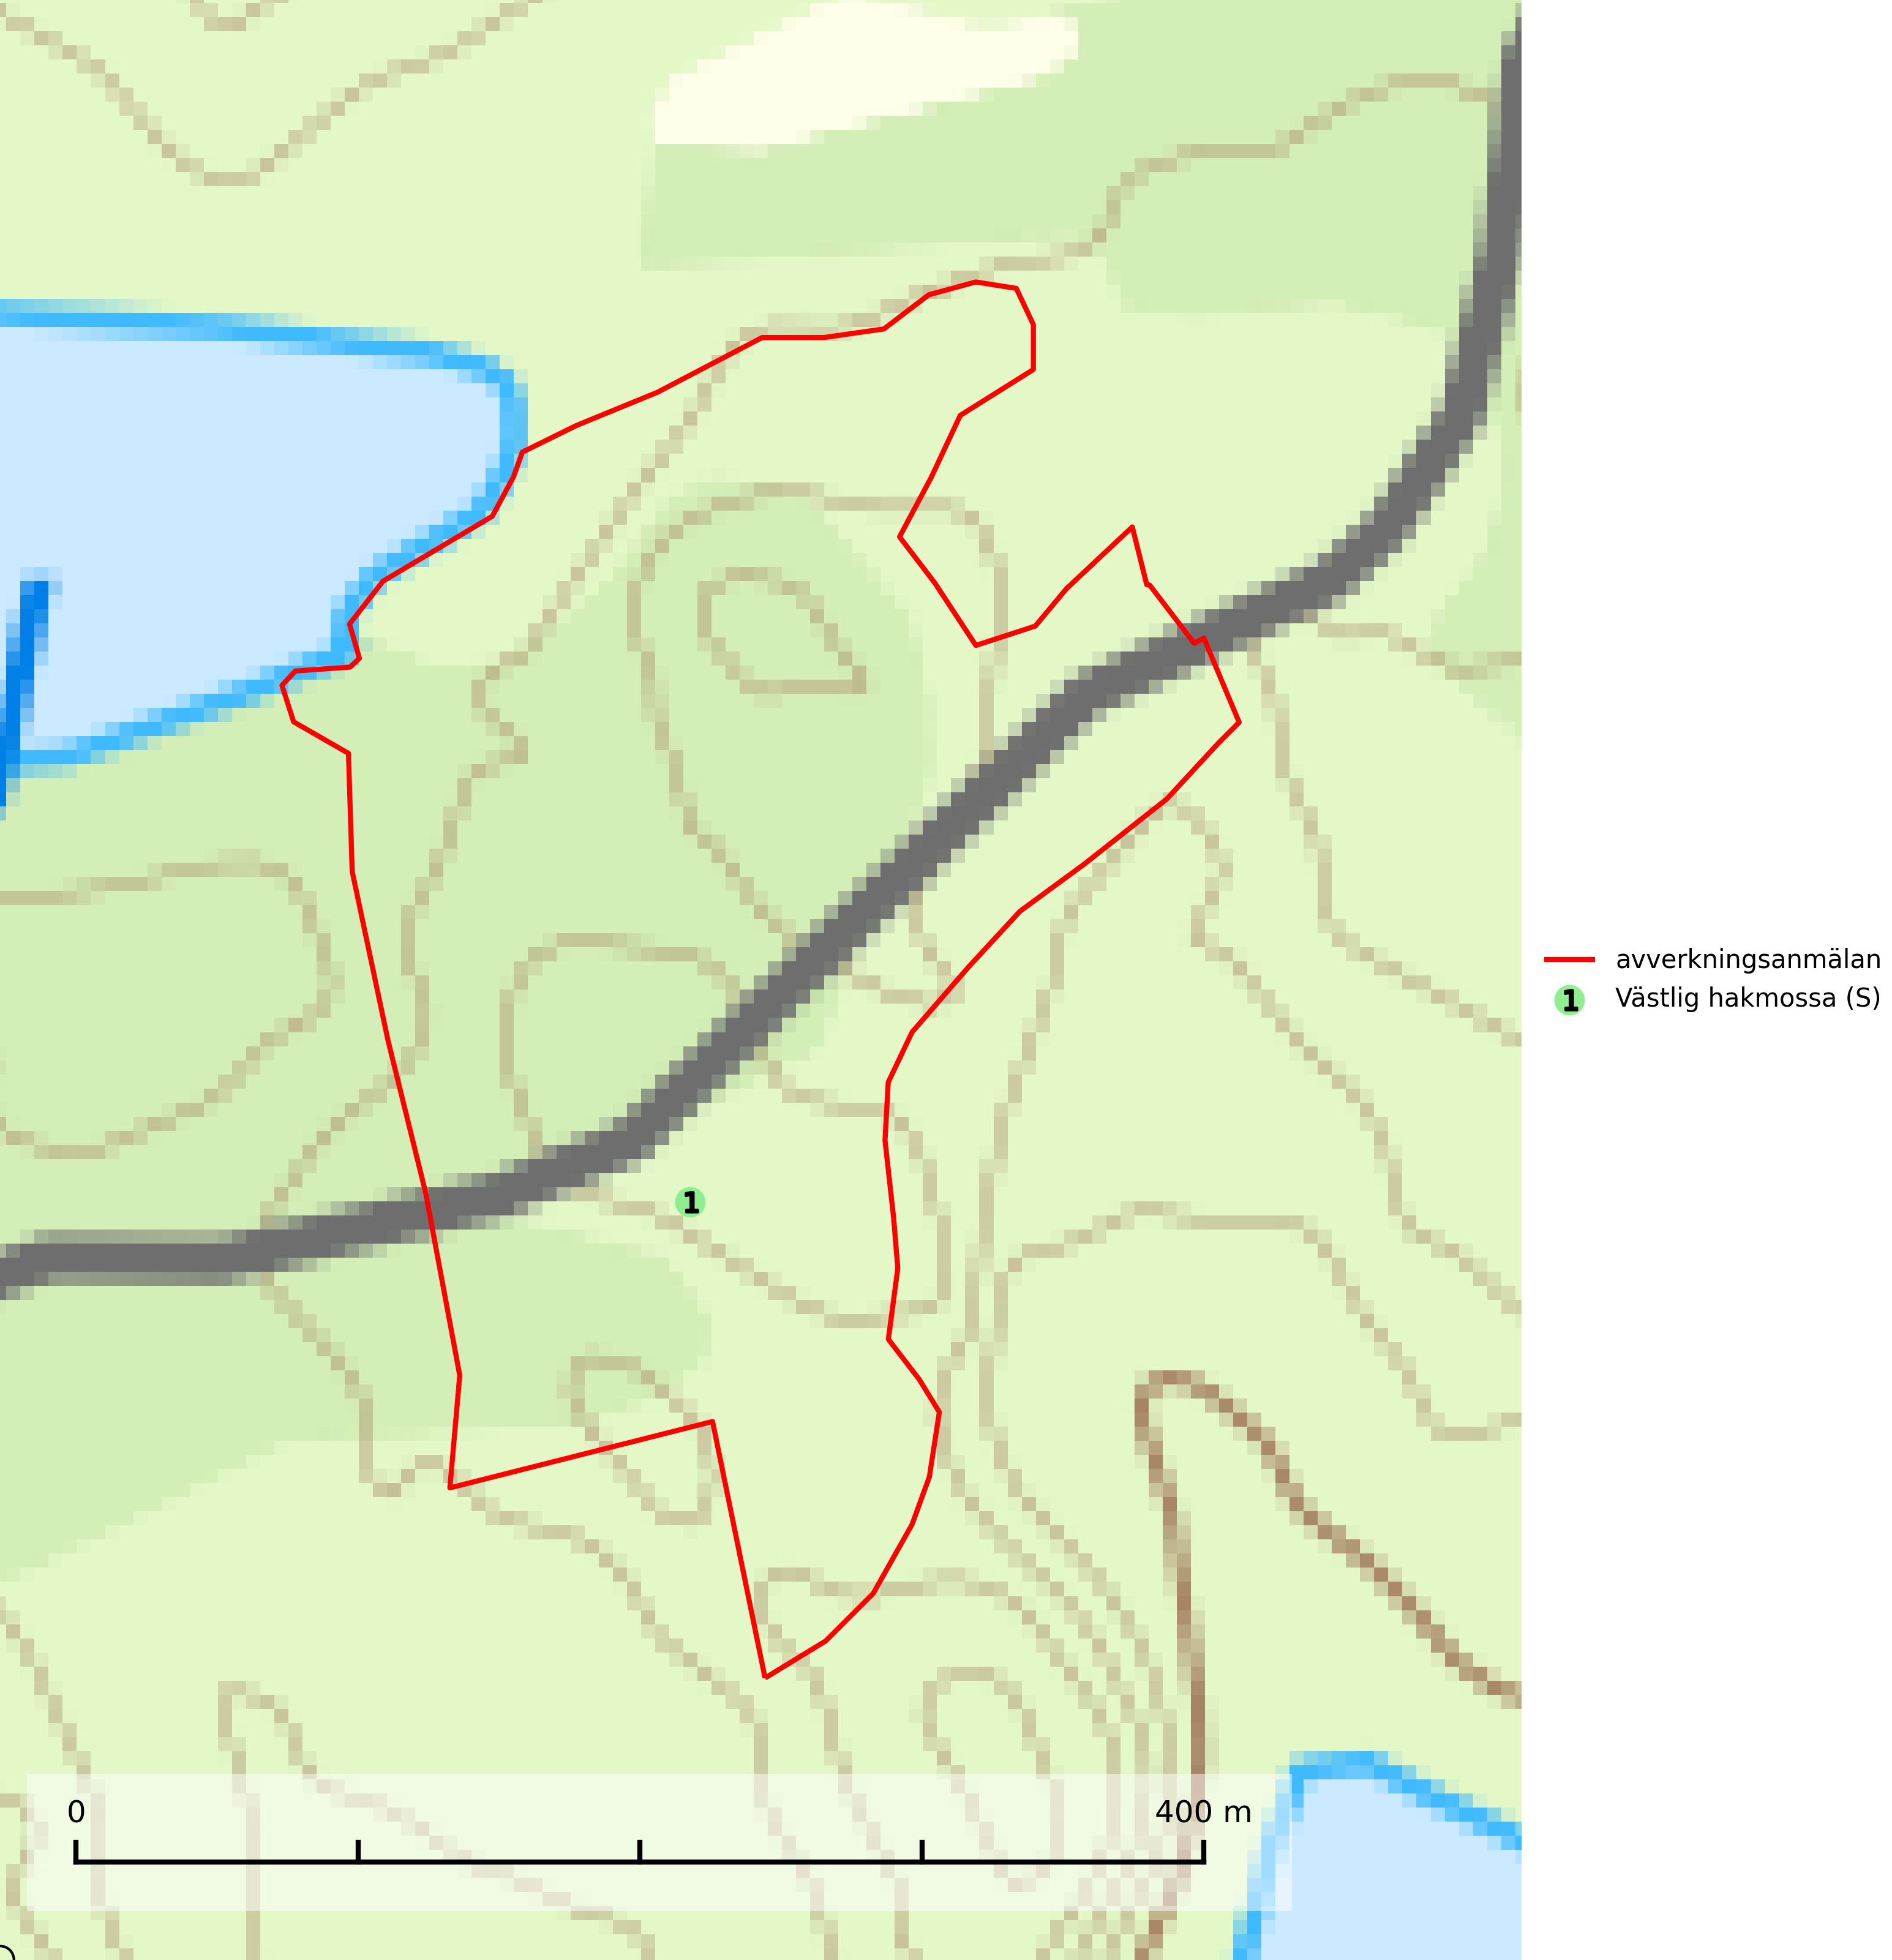 avverkningsanmälan
1 Västlig hakmossa (S)
1
0 400 m